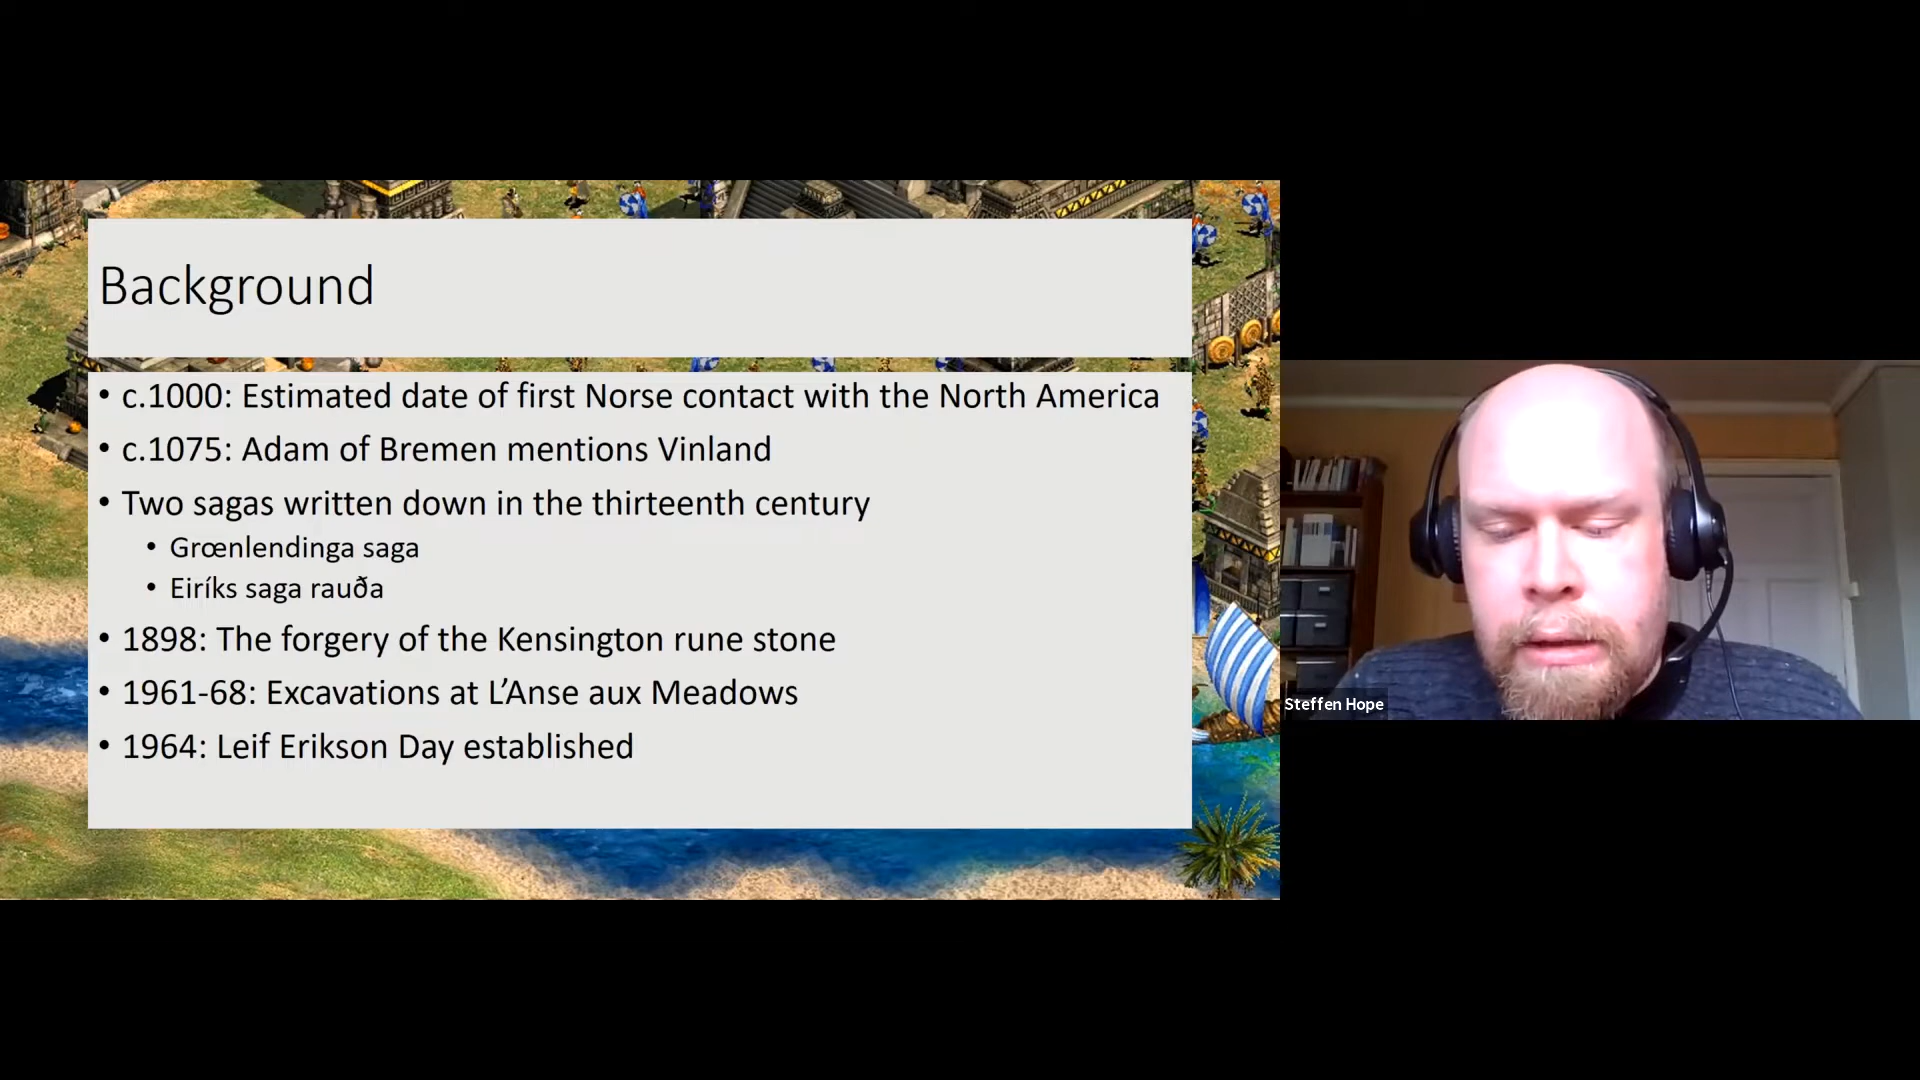 Background
• c.1000: Estimated date of first Norse contact with the North America
• c.1075: Adam of Bremen mentions Vinland
• Two sagas written down in the thirteenth century
• Grœnlendinga saga
• Eiríks saga rauða
• 1898: The forgery of the Kensington rune stone
• 1961-68: Excavations at L’Anse aux Meadows
• 1964: Leif Erikson Day established
Steffen Hope